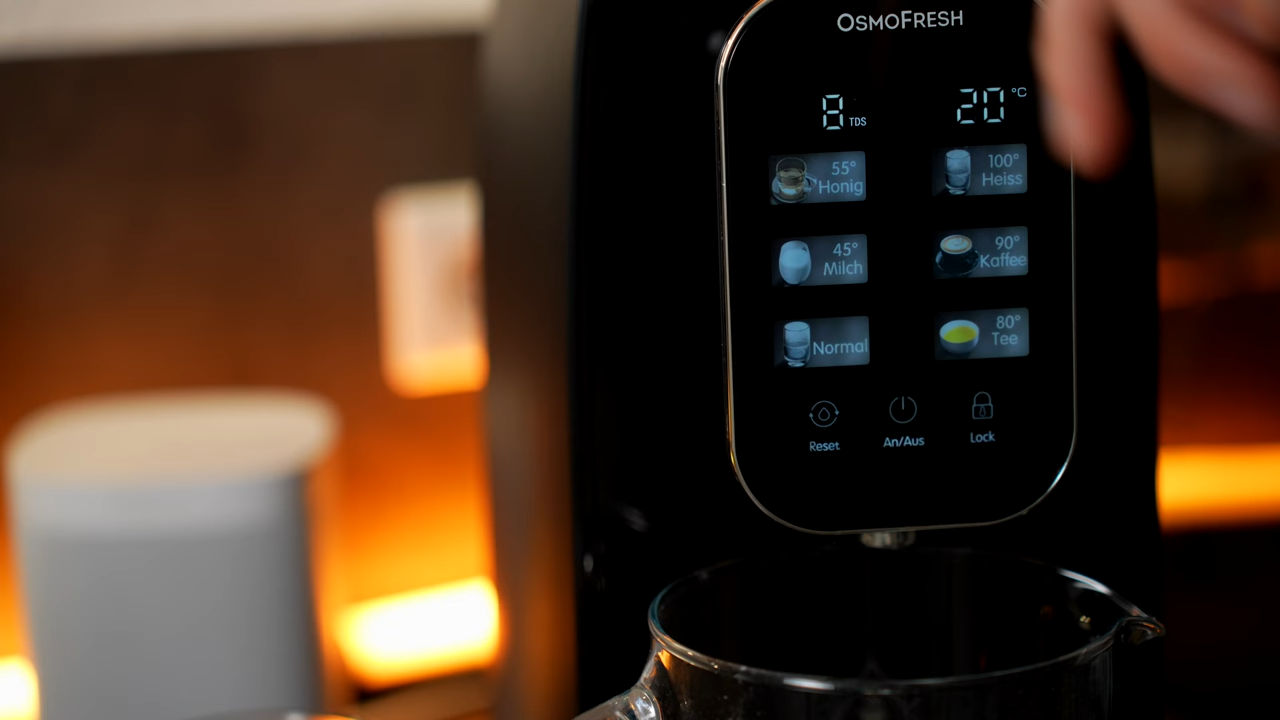 OSMOFRESH
8 TDS 20 °C
55° Honig
100° Heiss
45° Milch
90° Kaffee
Normal
80° Tee
Reset An/Aus Lock